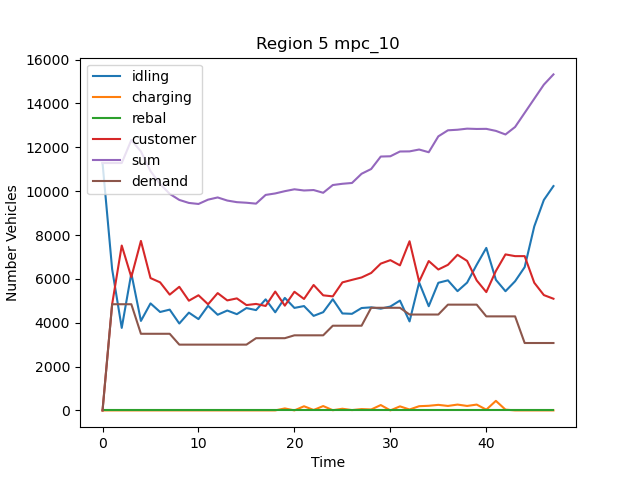 Region 5 mpc_10
16000
14000
12000
10000
8000
6000
4000
2000
0
Number Vehicles
idling
charging
rebal
customer
sum
demand
0 10 20 30 40
Time